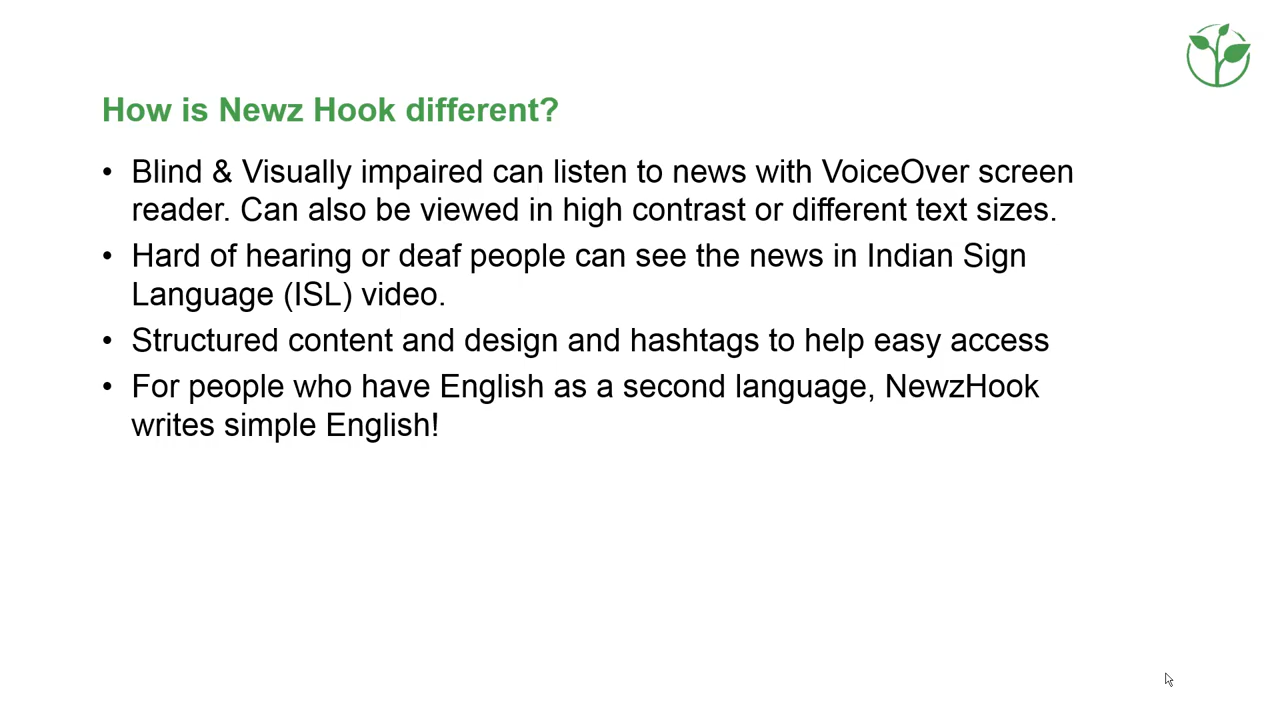 How is Newz Hook different?
• Blind & Visually impaired can listen to news with VoiceOver screen
reader. Can also be viewed in high contrast or different text sizes.
• Hard of hearing or deaf people can see the news in Indian Sign
Language (ISL) video.
• Structured content and design and hashtags to help easy access
• For people who have English as a second language, NewzHook
writes simple English!